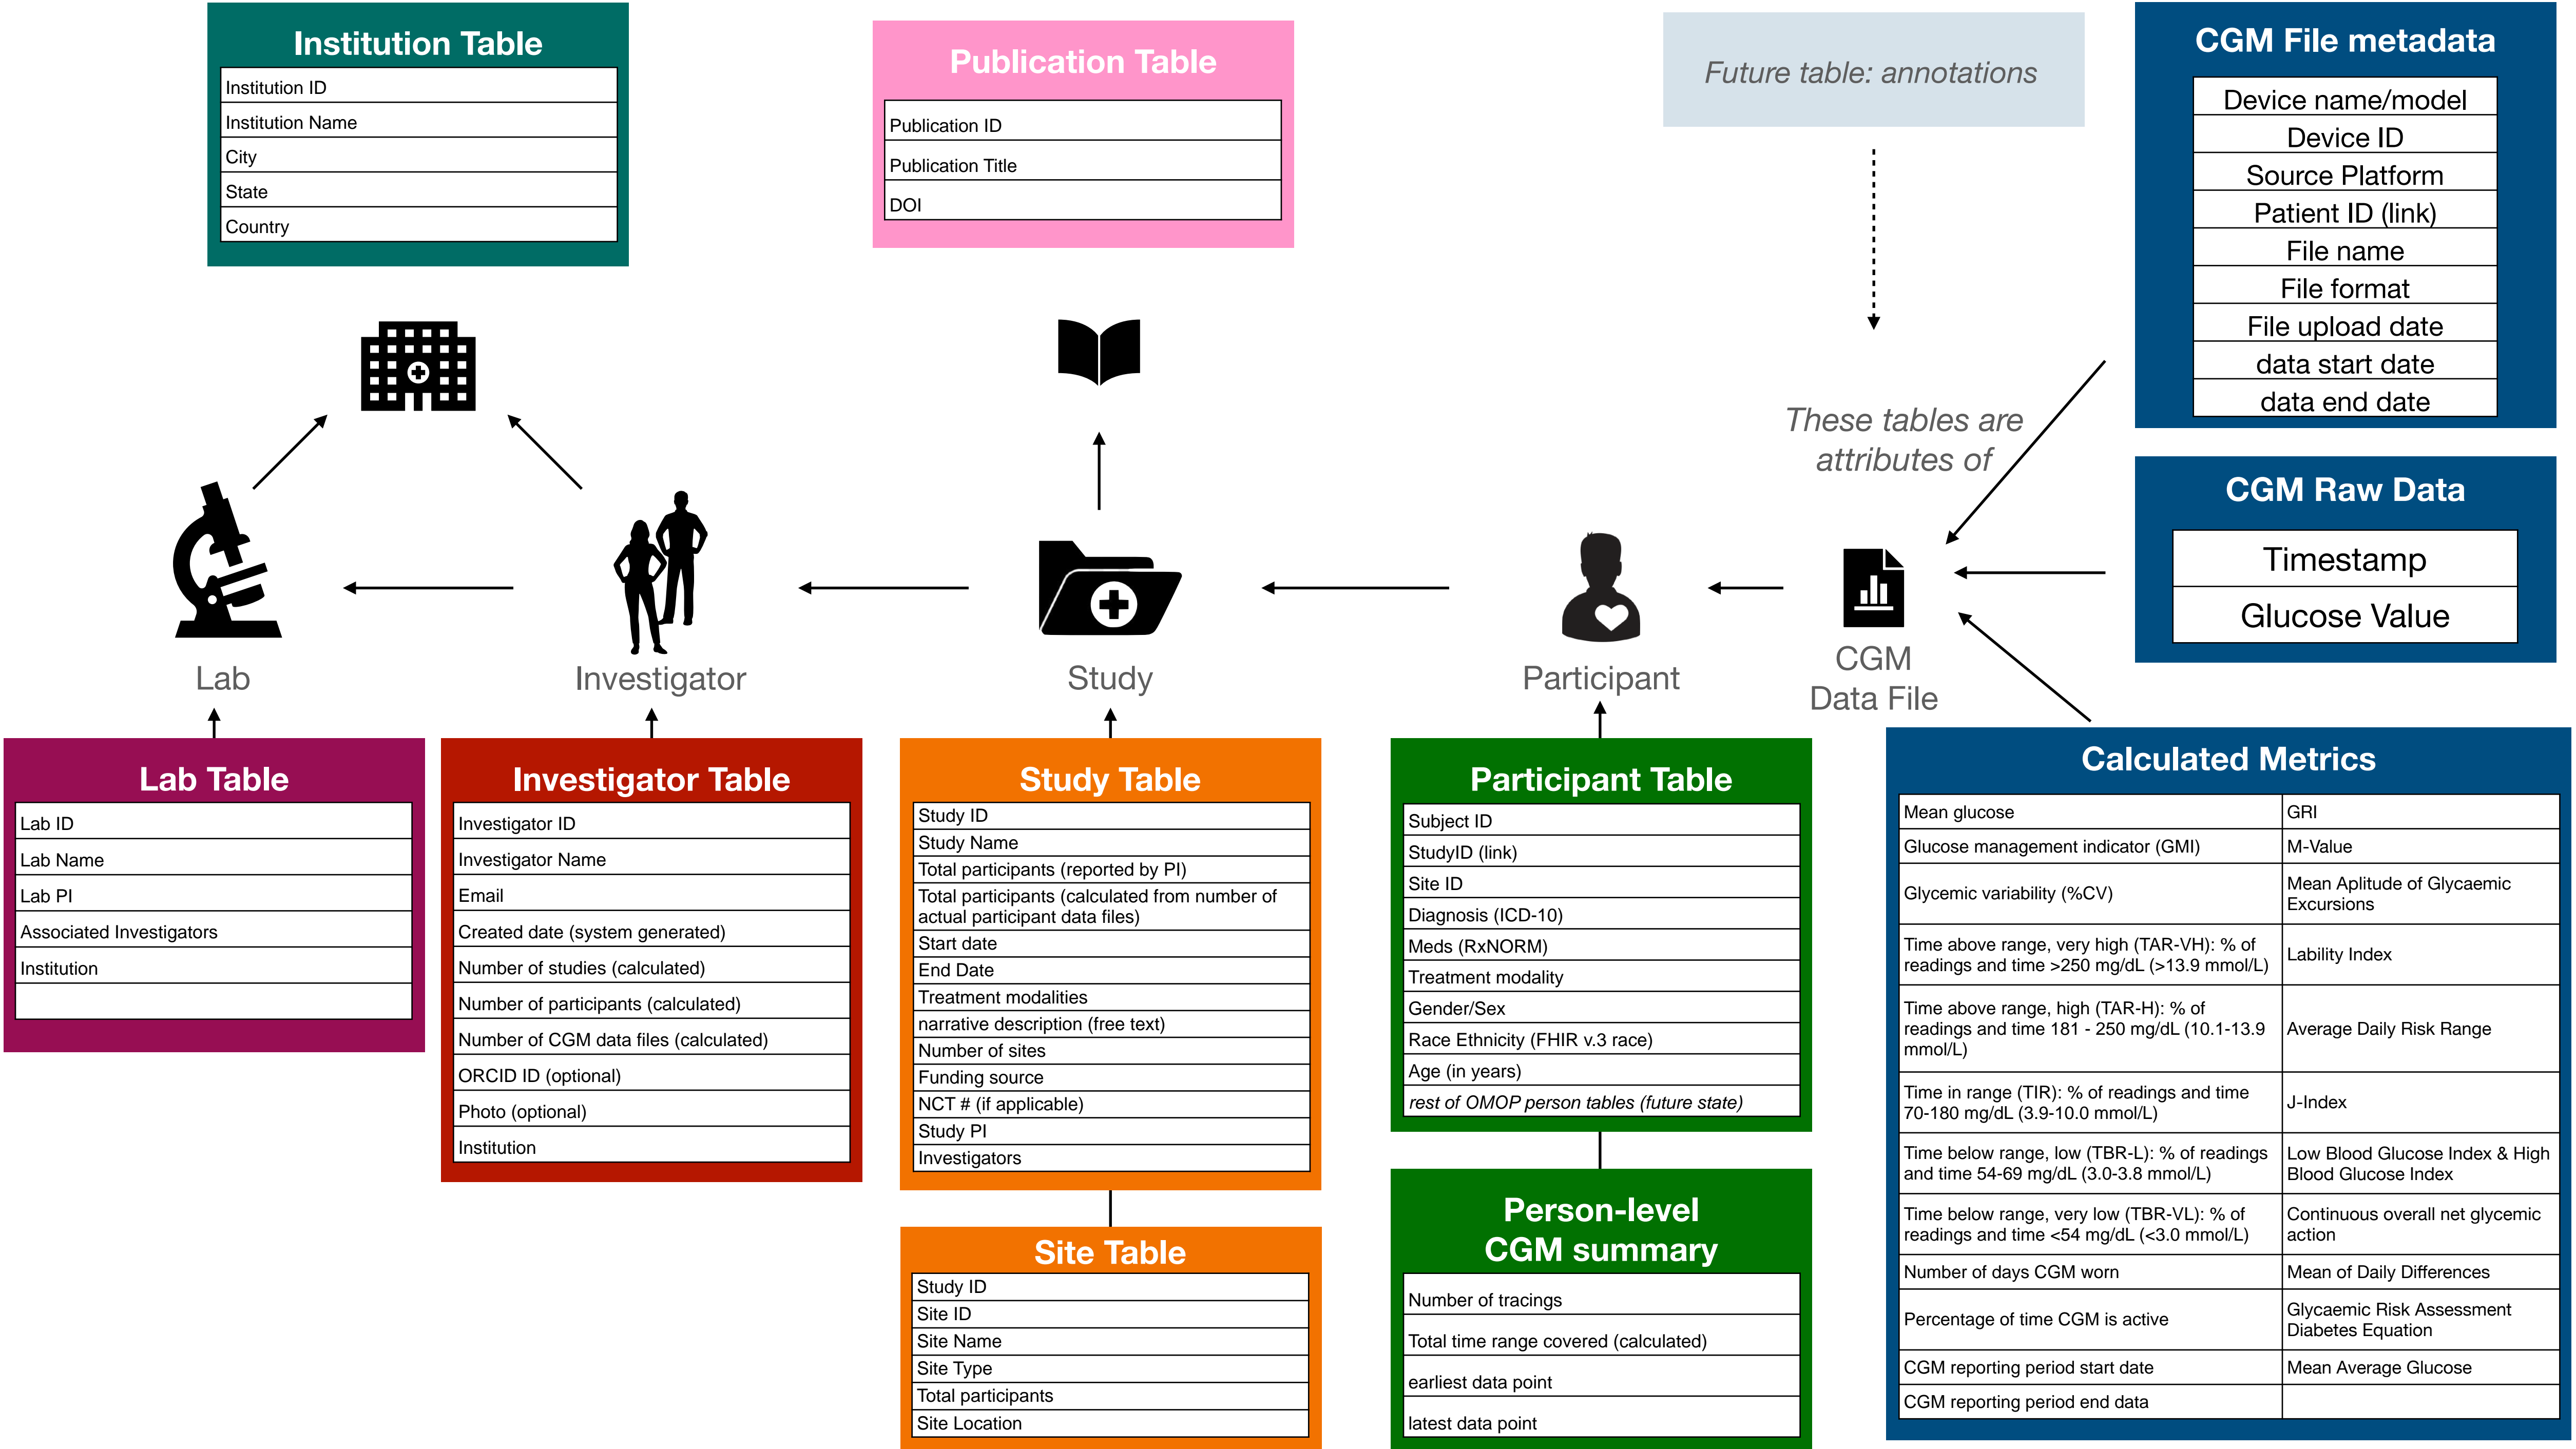 Institution Table
Institution ID
Institution Name
City
State
Country
Publication Table
Publication ID
Publication Title
DOI
Future table: annotations
CGM File metadata
Device name/model
Device ID
Source Platform
Patient ID (link)
File name
File format
File upload date
data start date
data end date
These tables are
attributes of
CGM Raw Data
Timestamp
Glucose Value
Lab
Investigator
Study
Participant
CGM
Data File
Lab Table
Lab ID
Lab Name
Lab PI
Associated Investigators
Institution
Investigator Table
Investigator ID
Investigator Name
Email
Created date (system generated)
Number of studies (calculated)
Number of participants (calculated)
Number of CGM data files (calculated)
ORCID ID (optional)
Photo (optional)
Institution
Study Table
Study ID
Study Name
Total participants (reported by PI)
Total participants (calculated from number of
actual participant data files)
Start date
End Date
Treatment modalities
narrative description (free text)
Number of sites
Funding source
NCT # (if applicable)
Study PI
Investigators
Site Table
Study ID
Site ID
Site Name
Site Type
Total participants
Site Location
Participant Table
Subject ID
StudyID (link)
Site ID
Diagnosis (ICD-10)
Meds (RxNORM)
Treatment modality
Gender/Sex
Race Ethnicity (FHIR v.3 race)
Age (in years)
rest of OMOP person tables (future state)
Person-level
CGM summary
Number of tracings
Total time range covered (calculated)
earliest data point
latest data point
Calculated Metrics
Mean glucose
GRI
Glucose management indicator (GMI)
M-Value
Glycemic variability (%CV)
Mean Aplitude of Glycaemic
Excursions
Time above range, very high (TAR-VH): % of
readings and time >250 mg/dL (>13.9 mmol/L)
Lability Index
Time above range, high (TAR-H): % of
readings and time 181 - 250 mg/dL (10.1-13.9
mmol/L)
Average Daily Risk Range
Time in range (TIR): % of readings and time
70-180 mg/dL (3.9-10.0 mmol/L)
J-Index
Time below range, low (TBR-L): % of readings
and time 54-69 mg/dL (3.0-3.8 mmol/L)
Low Blood Glucose Index & High
Blood Glucose Index
Time below range, very low (TBR-VL): % of
readings and time <54 mg/dL (<3.0 mmol/L)
Continuous overall net glycemic
action
Number of days CGM worn
Mean of Daily Differences
Percentage of time CGM is active
Glycaemic Risk Assessment
Diabetes Equation
CGM reporting period start date
Mean Average Glucose
CGM reporting period end data